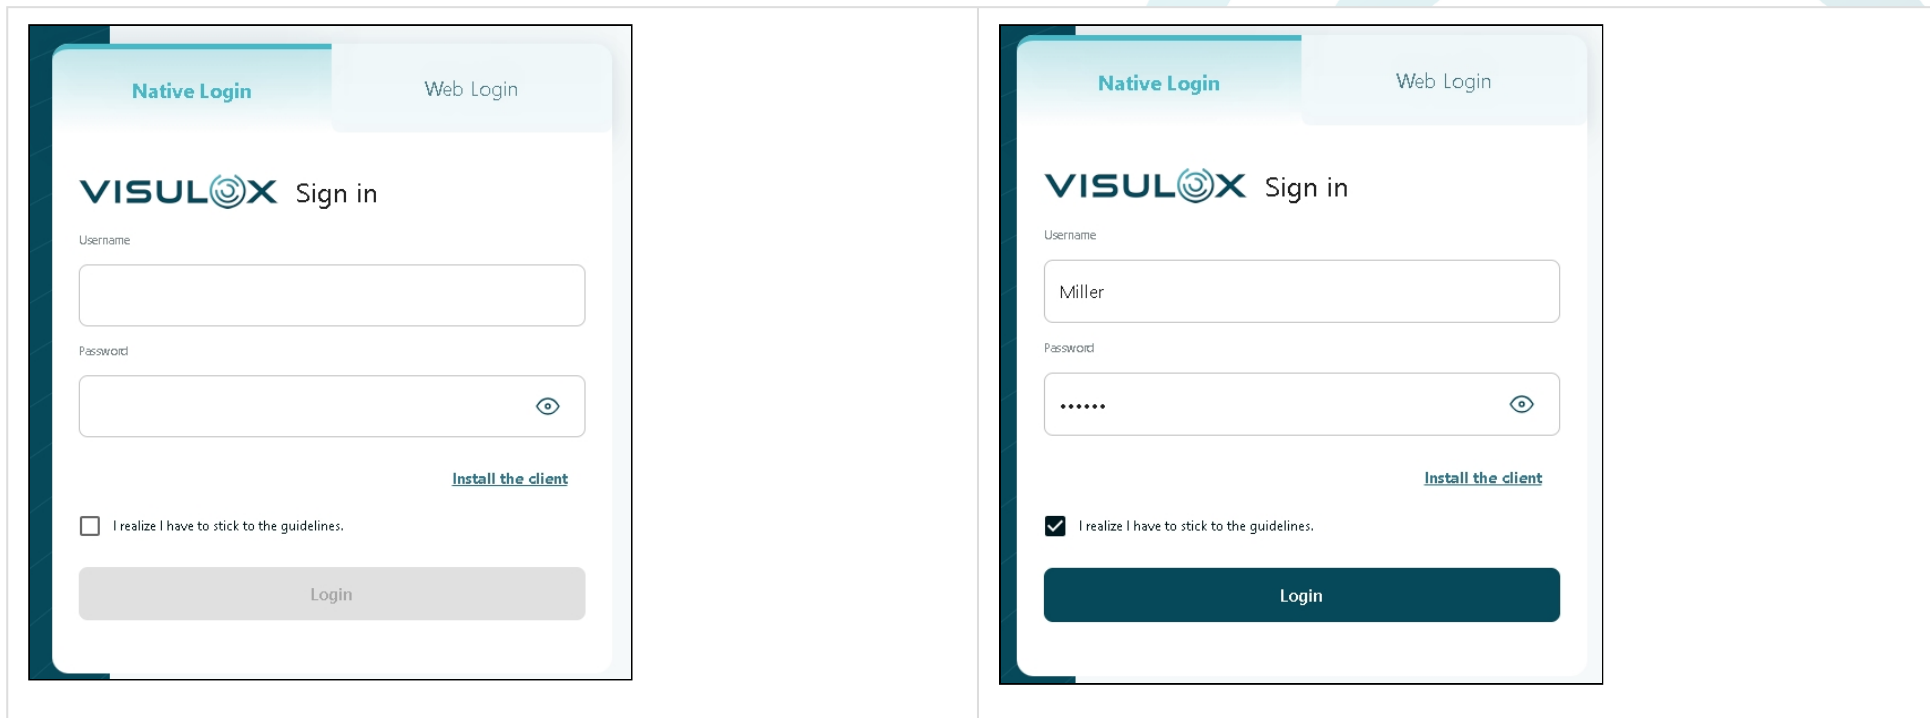 Native Login
Web Login
VISULOX Sign in
Username
Password
Install the client
I realize I have to stick to the guidelines.
Login
Native Login
Web Login
VISULOX Sign in
Username
Miller
Password
••••••
Install the client
I realize I have to stick to the guidelines.
Login